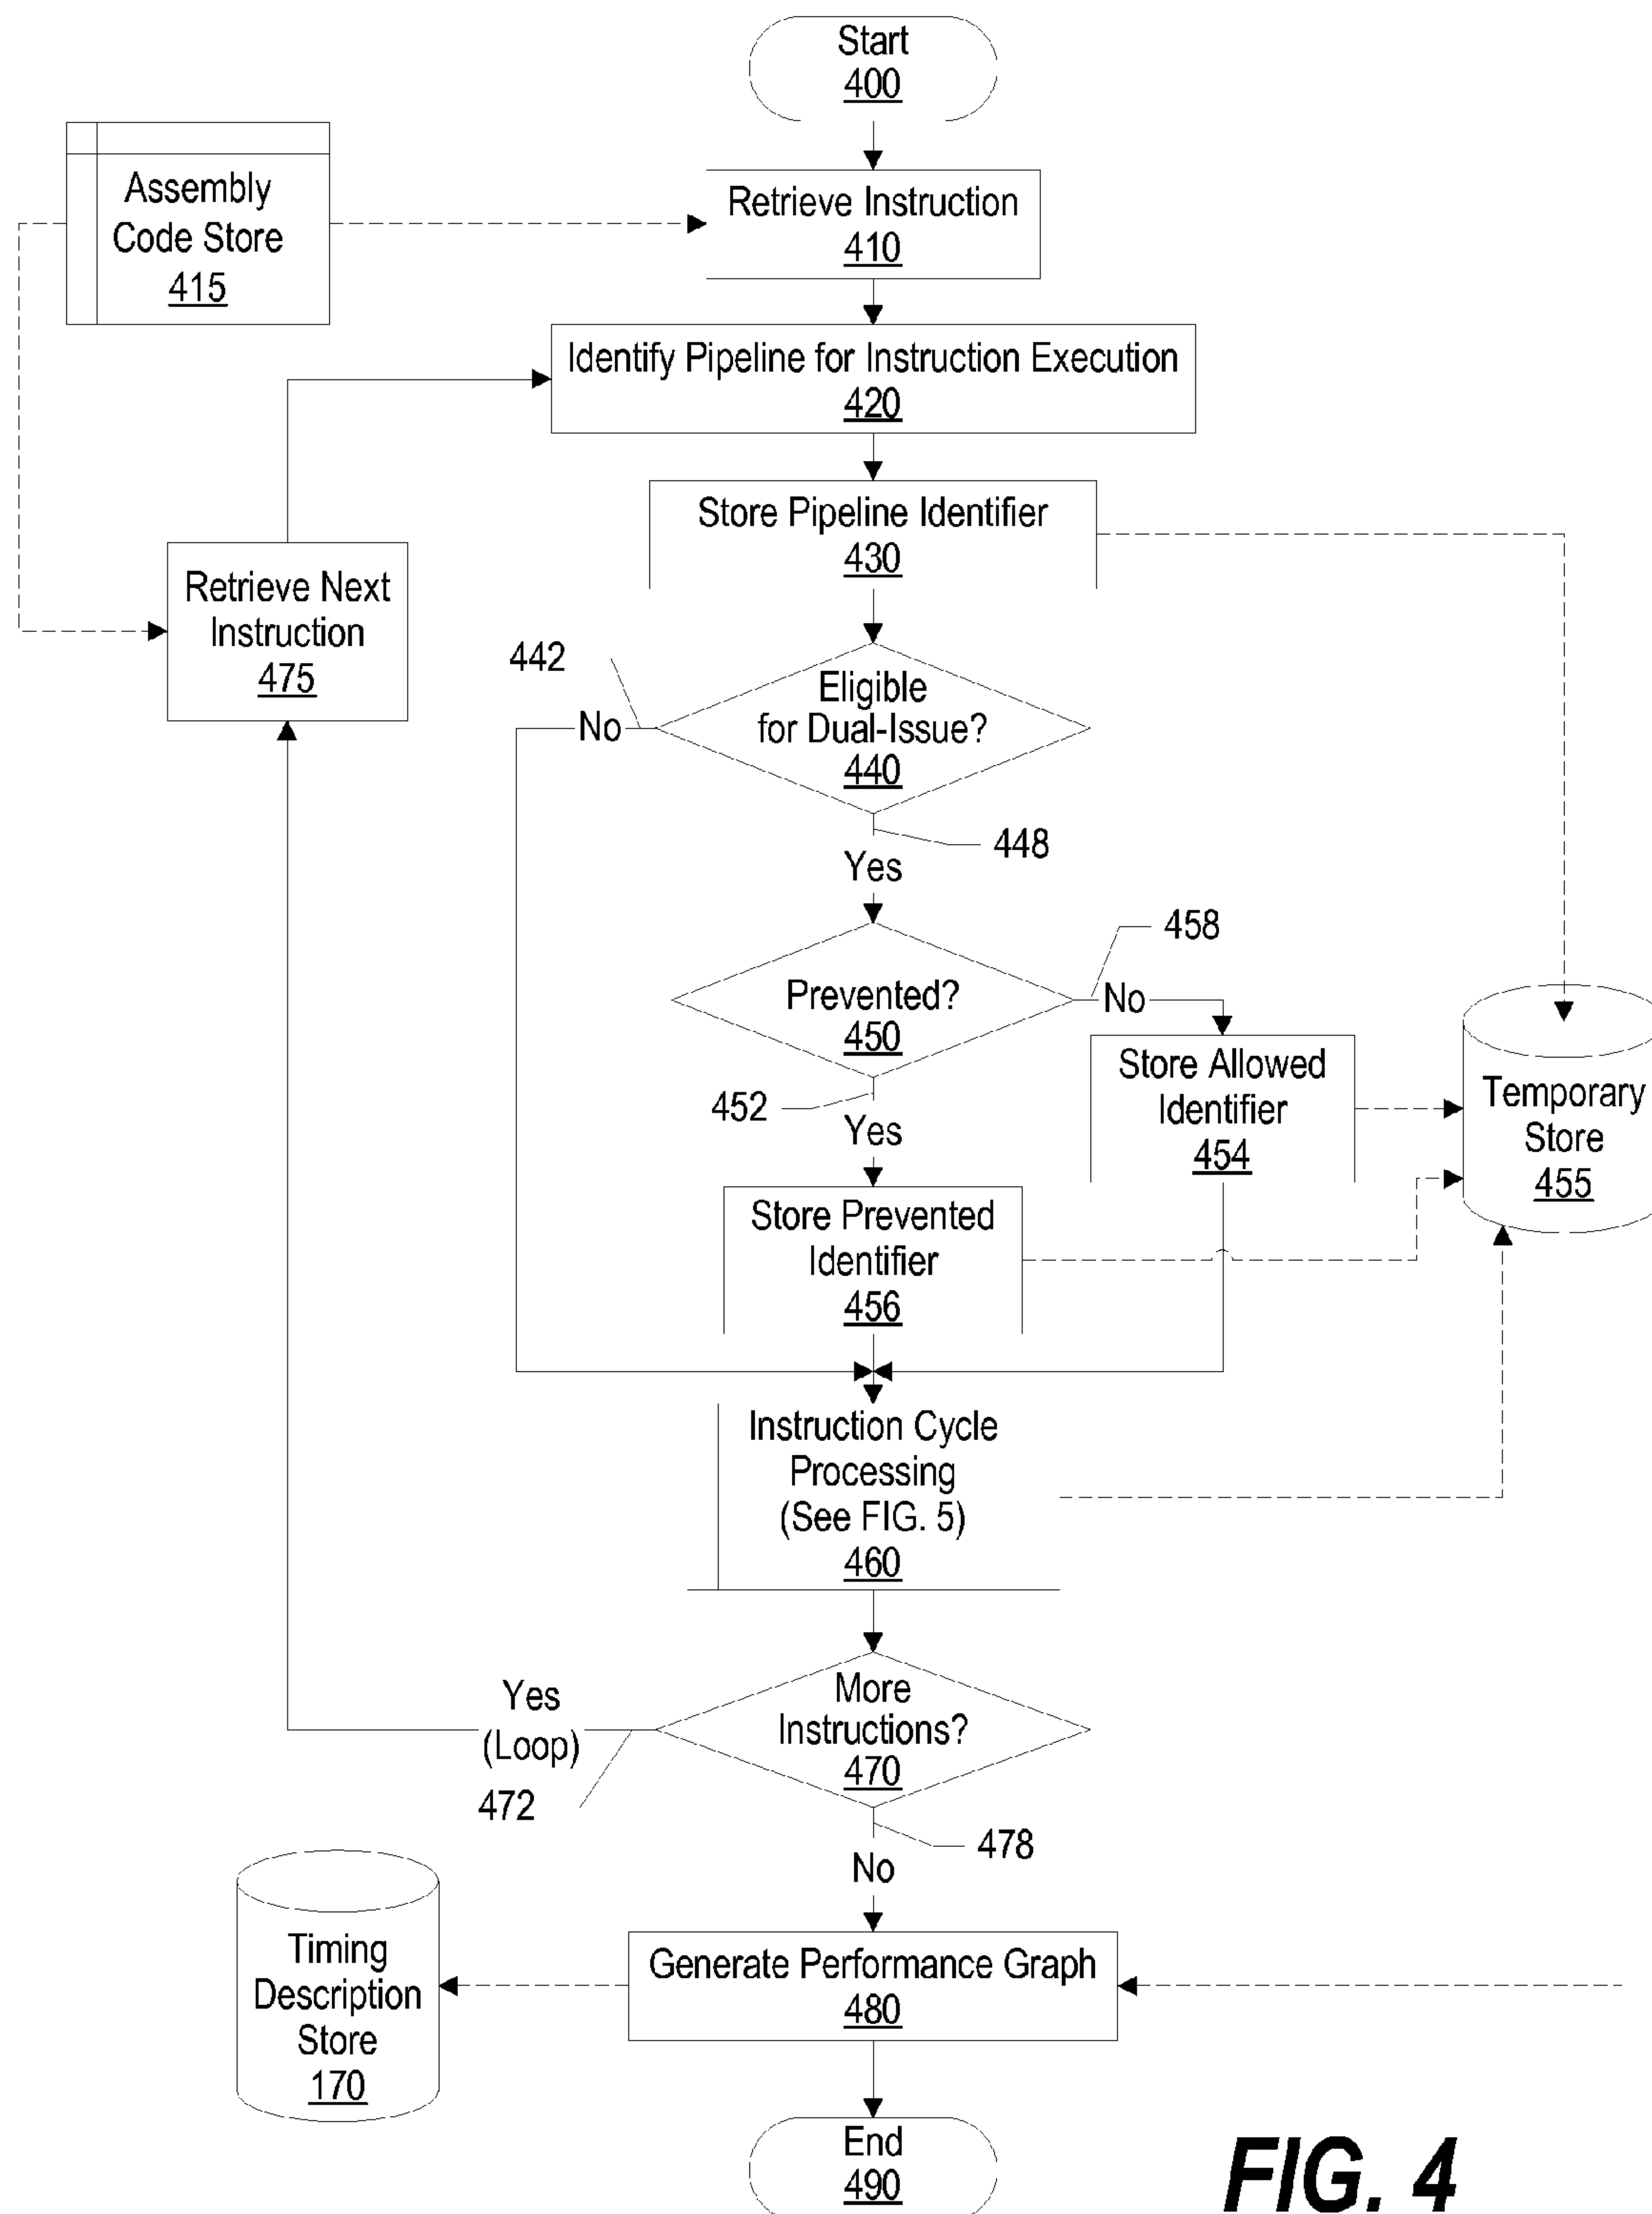 Start
400
Assembly
Code Store
415
Retrieve Instruction
410
Identify Pipeline for Instruction Execution
420
Store Pipeline Identifier
430
Retrieve Next
Instruction
475
442
No
Eligible
for Dual-Issue?
440
448
Yes
458
Prevented?
450
No
452
Yes
Store Allowed
Identifier
454
Temporary
Store
455
Store Prevented
Identifier
456
Instruction Cycle
Processing
(See FIG. 5)
460
Yes
(Loop)
472
More
Instructions?
470
478
No
Timing
Description
Store
170
Generate Performance Graph
480
End
490
FIG. 4